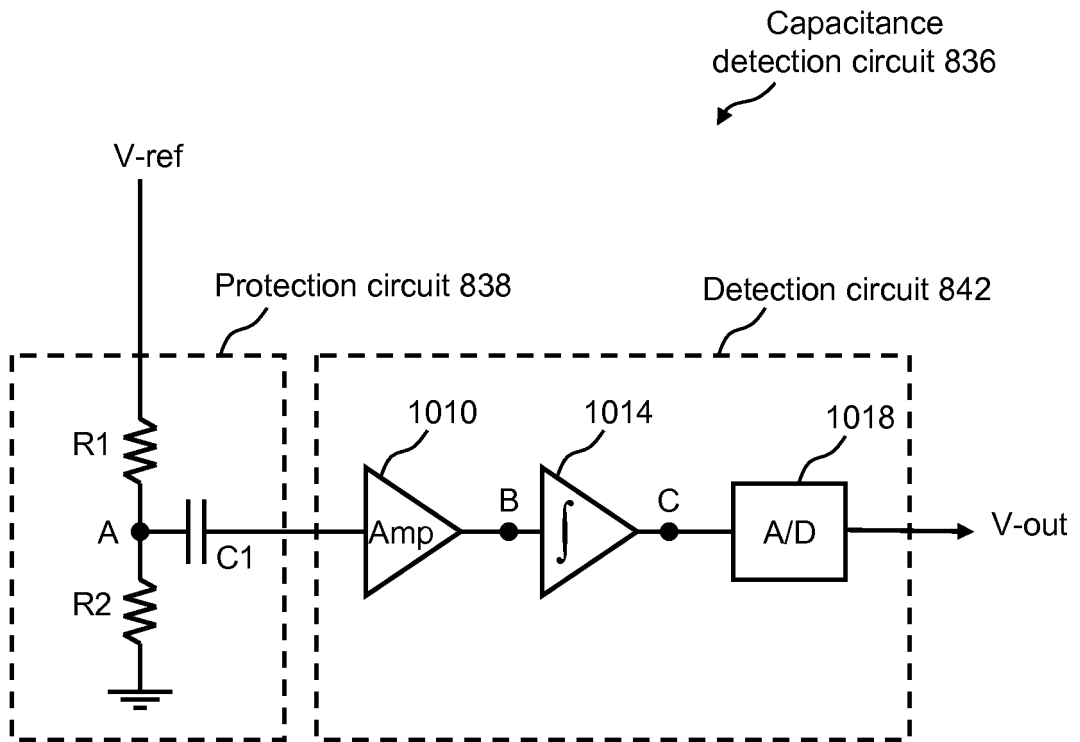 Capacitance
detection circuit 836
V-ref
Protection circuit 838
Detection circuit 842
1010
1014
1018
R1
A
C1
Amp
B
∫
C
A/D
V-out
R2